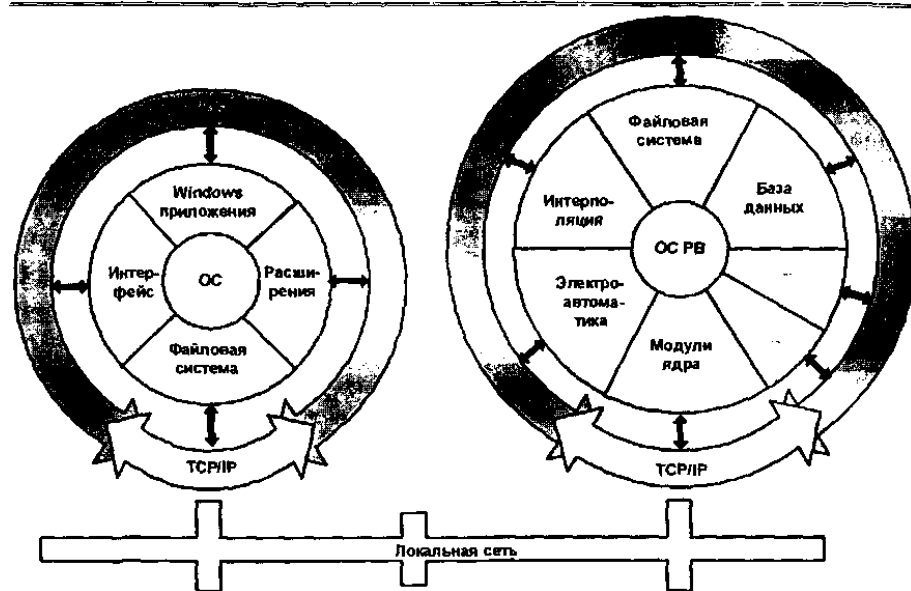 Windows
приложения
Интер-
фейс
ОС
Расши-
рения
Файловая
система
TCP/IP
Файловая
система
Интерпо-
ляция
База
данных
ОС РВ
Электро-
автома-
тика
Модули
ядра
TCP/IP
Локальная сеть